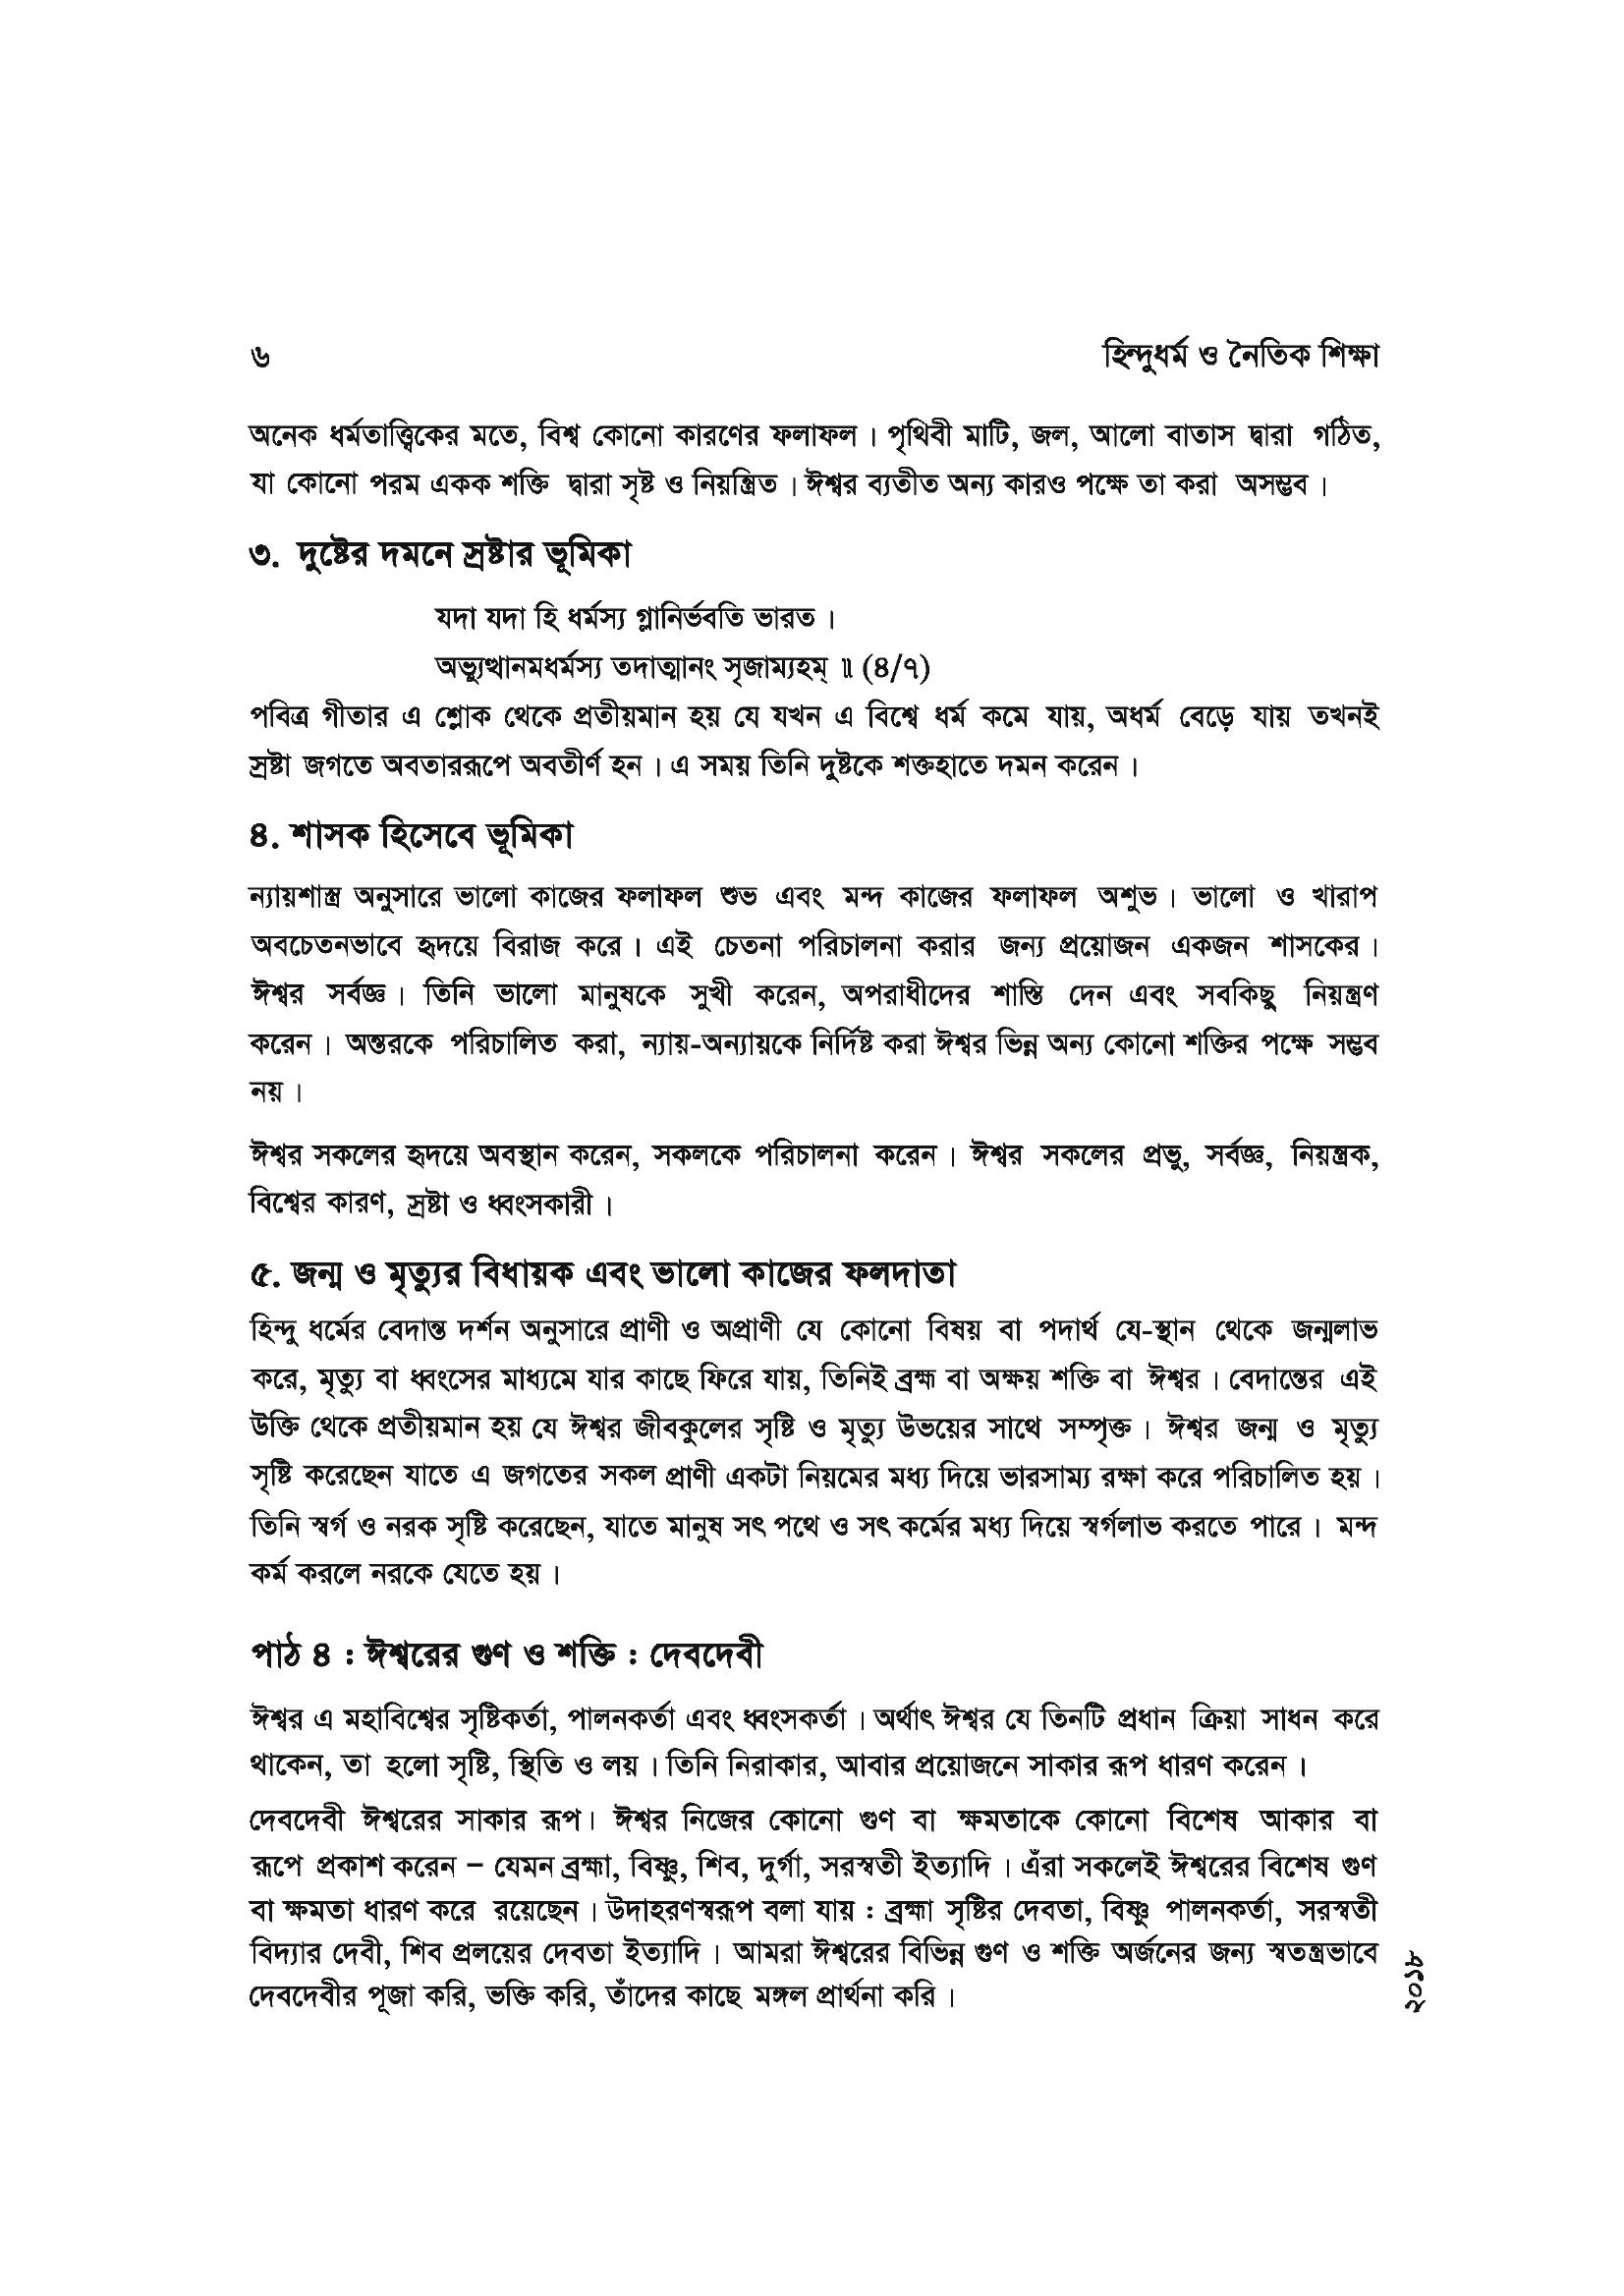 ৬ হিন্দুধর্ম ও নৈতিক শিক্ষা
অনেক ধর্মতাত্ত্বিকের মতে, বিশ্ব কোনো কারণের ফলাফল। পৃথিবী মাটি, জল, আলো বাতাস দ্বারা গঠিত,
যা কোনো পরম একক শক্তি দ্বারা সৃষ্ট ও নিয়ন্ত্রিত। ঈশ্বর ব্যতীত অন্য কারও পক্ষে তা করা অসম্ভব।
৩. দুষ্টের দমনে স্রষ্টার ভূমিকা
যদা যদা হি ধর্মস্য গ্লানির্ভবতি ভারত।
অভ্যুত্থানমধর্মস্য তদাত্মানং সৃজাম্যহম্ ॥ (৪/৭)
পবিত্র গীতার এ শ্লোক থেকে প্রতীয়মান হয় যে যখন এ বিশ্বে ধর্ম কমে যায়, অধর্ম বেড়ে যায় তখনই
স্রষ্টা জগতে অবতাররূপে অবতীর্ণ হন। এ সময় তিনি দুষ্টকে শক্তহাতে দমন করেন।
৪. শাসক হিসেবে ভূমিকা
ন্যায়শাস্ত্র অনুসারে ভালো কাজের ফলাফল শুভ এবং মন্দ কাজের ফলাফল অশুভ। ভালো ও খারাপ
অবচেতনভাবে হৃদয়ে বিরাজ করে। এই চেতনা পরিচালনা করার জন্য প্রয়োজন একজন শাসকের।
ঈশ্বর সর্বজ্ঞ। তিনি ভালো মানুষকে সুখী করেন, অপরাধীদের শাস্তি দেন এবং সবকিছু নিয়ন্ত্রণ
করেন। অন্তরকে পরিচালিত করা, ন্যায়-অন্যায়কে নির্দিষ্ট করা ঈশ্বর ভিন্ন অন্য কোনো শক্তির পক্ষে সম্ভব
নয়।
ঈশ্বর সকলের হৃদয়ে অবস্থান করেন, সকলকে পরিচালনা করেন। ঈশ্বর সকলের প্রভু, সর্বজ্ঞ, নিয়ন্ত্রক,
বিশ্বের কারণ, স্রষ্টা ও ধ্বংসকারী।
৫. জন্ম ও মৃত্যুর বিধায়ক এবং ভালো কাজের ফলদাতা
হিন্দু ধর্মের বেদান্ত দর্শন অনুসারে প্রাণী ও অপ্রাণী যে কোনো বিষয় বা পদার্থ যে-স্থান থেকে জন্মলাভ
করে, মৃত্যু বা ধ্বংসের মাধ্যমে যার কাছে ফিরে যায়, তিনিই ব্রহ্ম বা অক্ষয় শক্তি বা ঈশ্বর। বেদান্তের এই
উক্তি থেকে প্রতীয়মান হয় যে ঈশ্বর জীবকুলের সৃষ্টি ও মৃত্যু উভয়ের সাথে সম্পৃক্ত। ঈশ্বর জন্ম ও মৃত্যু
সৃষ্টি করেছেন যাতে এ জগতের সকল প্রাণী একটা নিয়মের মধ্য দিয়ে ভারসাম্য রক্ষা করে পরিচালিত হয়।
তিনি স্বর্গ ও নরক সৃষ্টি করেছেন, যাতে মানুষ সৎ পথে ও সৎ কর্মের মধ্য দিয়ে স্বর্গলাভ করতে পারে। মন্দ
কর্ম করলে নরকে যেতে হয়।
পাঠ ৪ : ঈশ্বরের গুণ ও শক্তি : দেবদেবী
ঈশ্বর এ মহাবিশ্বের সৃষ্টিকর্তা, পালনকর্তা এবং ধ্বংসকর্তা। অর্থাৎ ঈশ্বর যে তিনটি প্রধান ক্রিয়া সাধন করে
থাকেন, তা হলো সৃষ্টি, স্থিতি ও লয়। তিনি নিরাকার, আবার প্রয়োজনে সাকার রূপ ধারণ করেন।
দেবদেবী ঈশ্বরের সাকার রূপ। ঈশ্বর নিজের কোনো গুণ বা ক্ষমতাকে কোনো বিশেষ আকার বা
রূপে প্রকাশ করেন – যেমন ব্রহ্মা, বিষ্ণু, শিব, দুর্গা, সরস্বতী ইত্যাদি। এঁরা সকলেই ঈশ্বরের বিশেষ গুণ
বা ক্ষমতা ধারণ করে রয়েছেন। উদাহরণস্বরূপ বলা যায় : ব্রহ্মা সৃষ্টির দেবতা, বিষ্ণু পালনকর্তা, সরস্বতী
বিদ্যার দেবী, শিব প্রলয়ের দেবতা ইত্যাদি। আমরা ঈশ্বরের বিভিন্ন গুণ ও শক্তি অর্জনের জন্য স্বতন্ত্রভাবে
দেবদেবীর পূজা করি, ভক্তি করি, তাঁদের কাছে মঙ্গল প্রার্থনা করি।
২০১৮